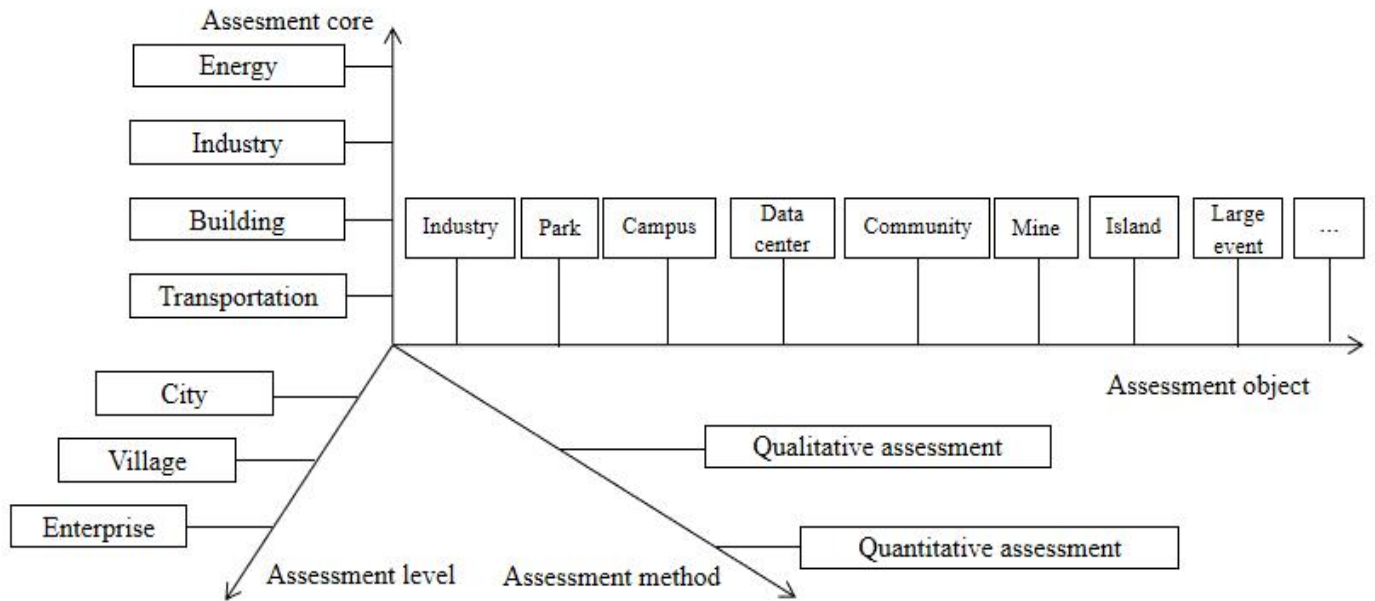 Assesment core
Energy
Industry
Building
Transportation
Industry
Park
Campus
Data
center
Community
Mine
Island
Large
event
...
Assessment object
City
Village
Enterprise
Qualitative assessment
Quantitative assessment
Assessment level
Assessment method